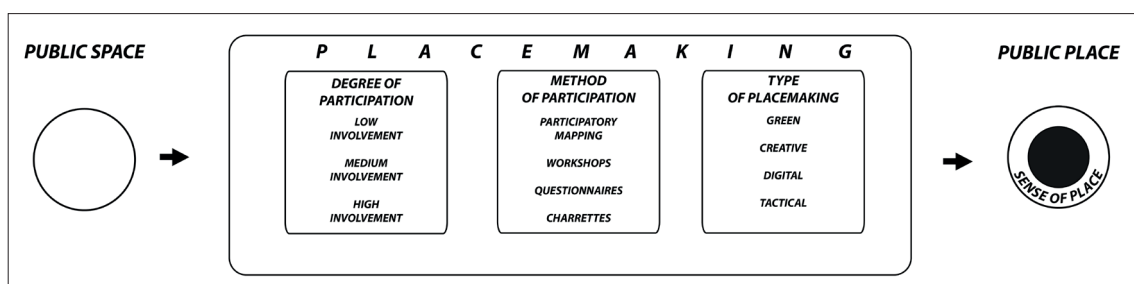 PUBLIC SPACE
P L A C E M A K I N G
DEGREE OF
PARTICIPATION
LOW
INVOLVEMENT
MEDIUM
INVOLVEMENT
HIGH
INVOLVEMENT
METHOD
OF PARTICIPATION
PARTICIPATORY
MAPPING
WORKSHOPS
QUESTIONNAIRES
CHARRETTES
TYPE
OF PLACEMAKING
GREEN
CREATIVE
DIGITAL
TACTICAL
PUBLIC PLACE
SENSE OF PLACE